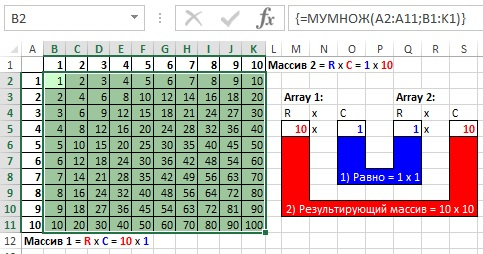 B2 {=МУМНОЖ(A2:A11;B1:K1)}
A B C D E F G H I J K L M N O P Q R S
1 1 2 3 4 5 6 7 8 9 10 Массив 2 = R x C = 1 x 10
2 1 1 2 3 4 5 6 7 8 9 10
3 2 2 4 6 8 10 12 14 16 18 20 Array 1: Array 2:
4 3 3 6 9 12 15 18 21 24 27 30 R x C R x C
5 4 4 8 12 16 20 24 28 32 36 40 10 x 1 1 x 10
6 5 5 10 15 20 25 30 35 40 45 50
7 6 6 12 18 24 30 36 42 48 54 60
8 7 7 14 21 28 35 42 49 56 63 70 1) Равно = 1 x 1
9 8 8 16 24 32 40 48 56 64 72 80
10 9 9 18 27 36 45 54 63 72 81 90 2) Результирующий массив = 10 x 10
11 10 10 20 30 40 50 60 70 80 90 100
12 Массив 1 = R x C = 10 x 1